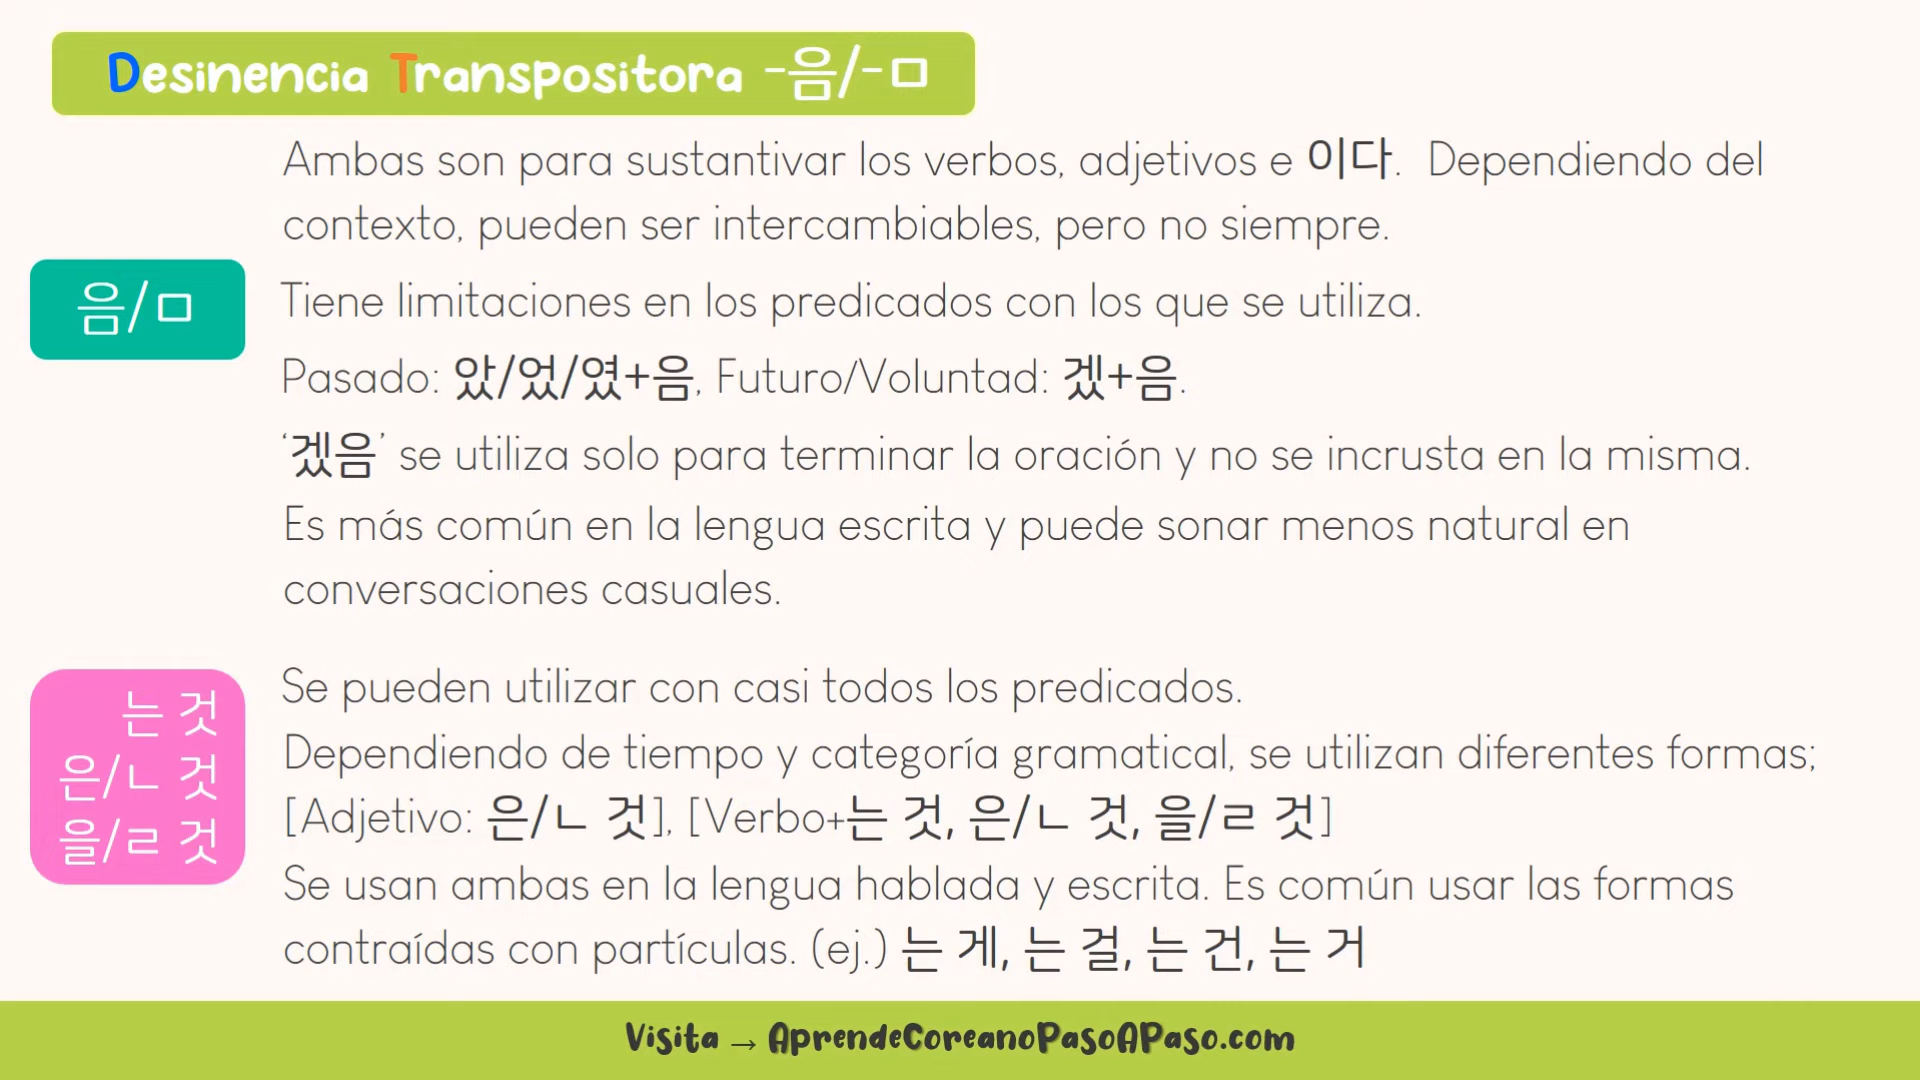 Desinencia Transpositora -음/-ㅁ
Ambas son para sustantivar los verbos, adjetivos e 이다. Dependiendo del
contexto, pueden ser intercambiables, pero no siempre.
음/ㅁ
Tiene limitaciones en los predicados con los que se utiliza.
Pasado: 았/었/였+음, Futuro/Voluntad: 겠+음.
‘겠음’ se utiliza solo para terminar la oración y no se incrusta en la misma.
Es más común en la lengua escrita y puede sonar menos natural en
conversaciones casuales.
는 것
은/ㄴ 것
을/ㄹ 것
Se pueden utilizar con casi todos los predicados.
Dependiendo de tiempo y categoría gramatical, se utilizan diferentes formas;
[Adjetivo: 은/ㄴ 것], [Verbo+는 것, 은/ㄴ 것, 을/ㄹ 것]
Se usan ambas en la lengua hablada y escrita. Es común usar las formas
contraídas con partículas. (ej.) 는 게, 는 걸, 는 건, 는 거
Visita → AprendeCoreanoPasoAPaso.com